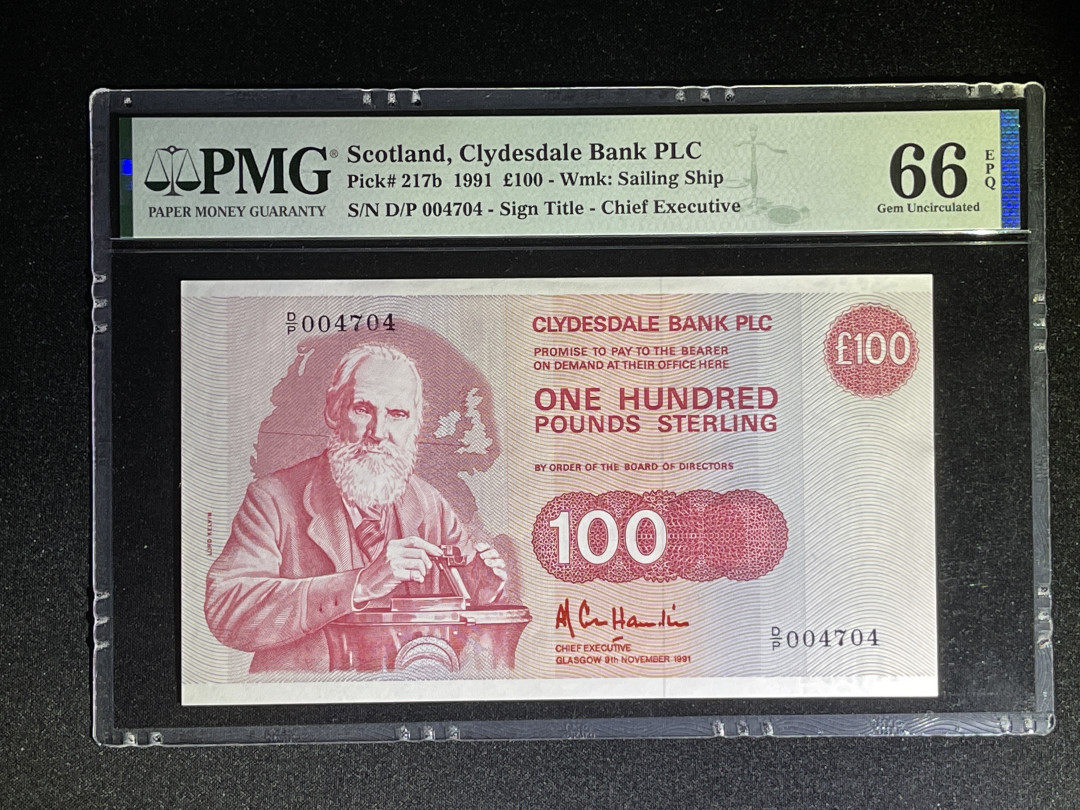 PMG®
PAPER MONEY GUARANTY
Scotland, Clydesdale Bank PLC
Pick# 217b 1991 £100 - Wmk: Sailing Ship
S/N D/P 004704 - Sign Title - Chief Executive
66
EPQ
Gem Uncirculated
D/P 004704
CLYDESDALE BANK PLC
£100
PROMISE TO PAY TO THE BEARER
ON DEMAND AT THEIR OFFICE HERE
ONE HUNDRED
POUNDS STERLING
BY ORDER OF THE BOARD OF DIRECTORS
100
CHIEF EXECUTIVE
GLASGOW 9th NOVEMBER 1991
D/P 004704